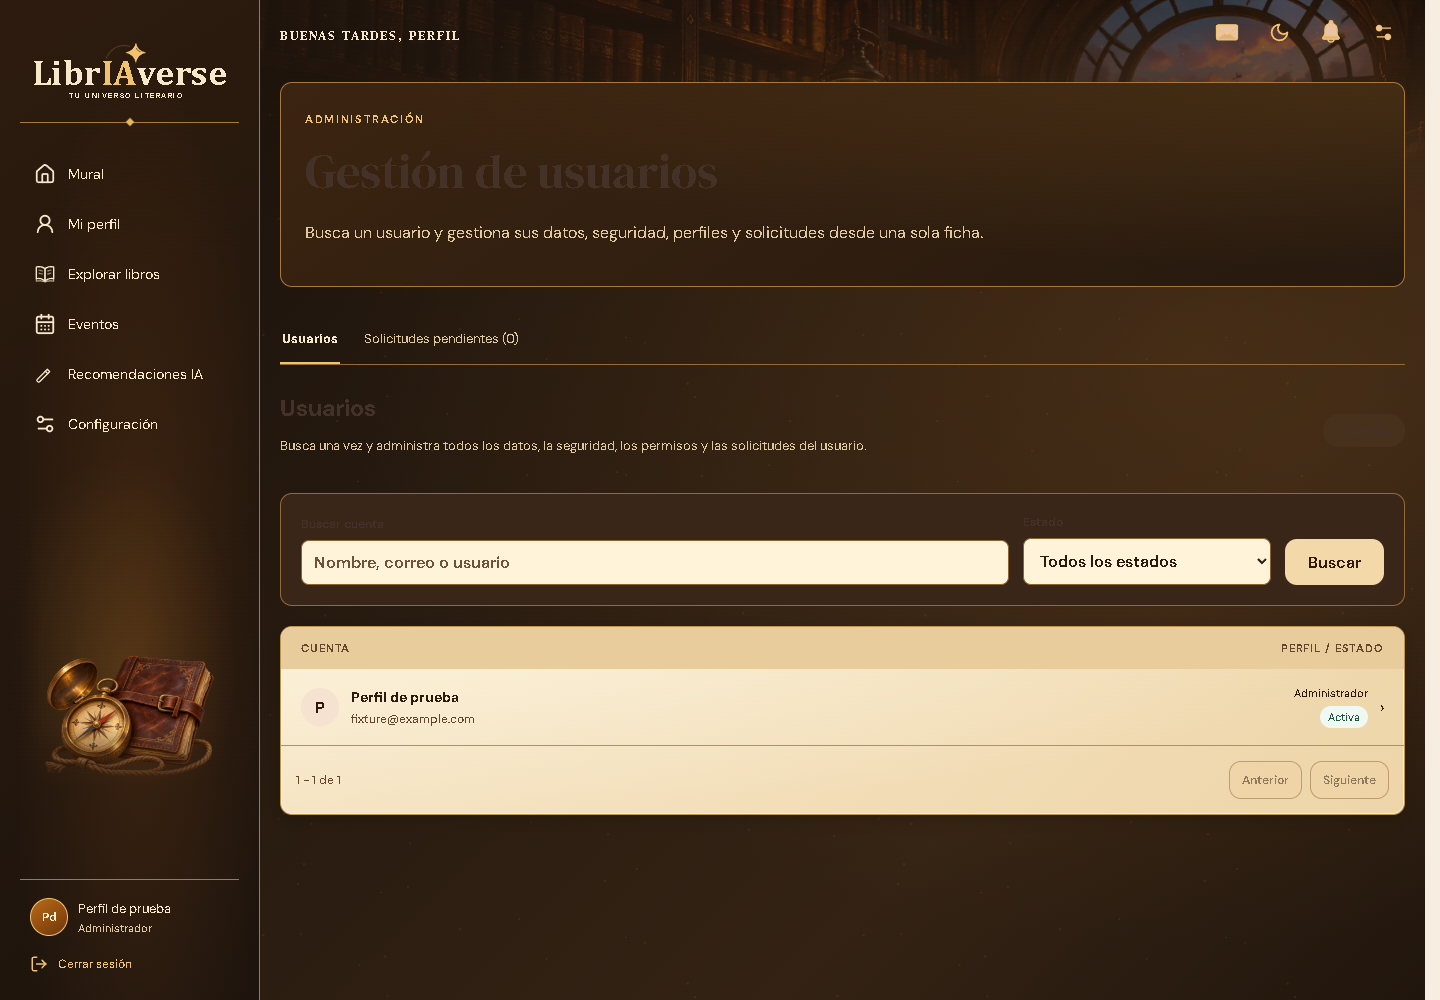 LibrIAverse
TU UNIVERSO LITERARIO
Mural
Mi perfil
Explorar libros
Eventos
Recomendaciones IA
Configuración
Pd
Perfil de prueba
Administrador
Cerrar sesión
BUENAS TARDES, PERFIL
ADMINISTRACIÓN
Gestión de usuarios
Busca un usuario y gestiona sus datos, seguridad, perfiles y solicitudes desde una sola ficha.
Usuarios Solicitudes pendientes (0)
Usuarios
Busca una vez y administra todos los datos, la seguridad, los permisos y las solicitudes del usuario.
Buscar cuenta Estado
Nombre, correo o usuario Todos los estados Buscar
CUENTA PERFIL / ESTADO
P Perfil de prueba Administrador
fixture@example.com Activa ›
1 – 1 de 1 Anterior Siguiente